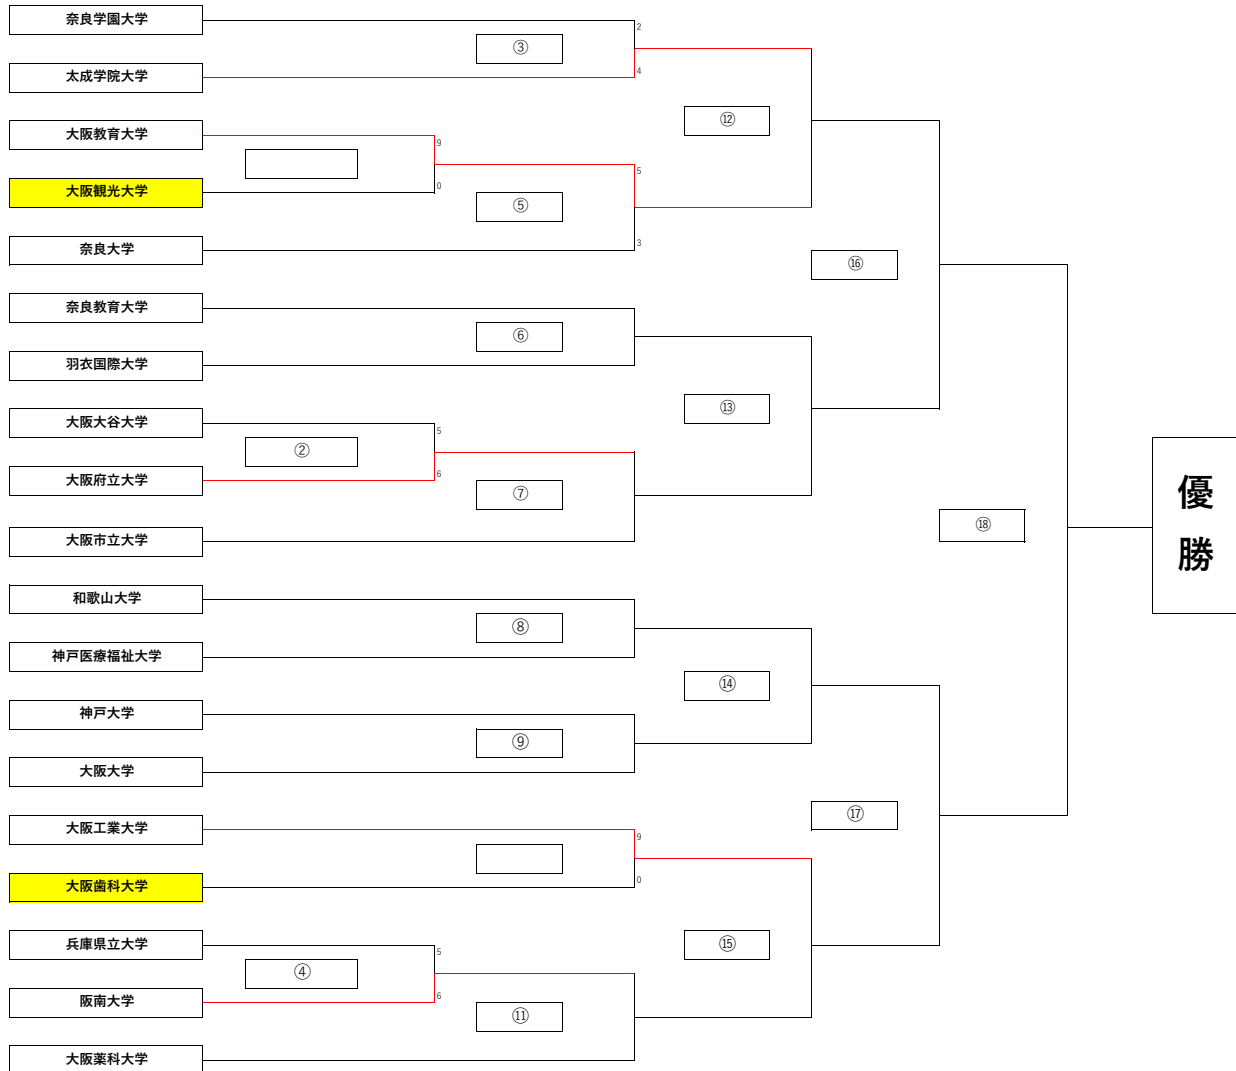 奈良学園大学
2
③
4
太成学院大学
⑫
大阪教育大学
9
0
大阪観光大学
5
⑤
3
奈良大学
⑯
奈良教育大学
⑥
羽衣国際大学
⑬
大阪大谷大学
5
②
6
大阪府立大学
⑦
大阪市立大学
⑱
優
勝
和歌山大学
⑧
神戸医療福祉大学
⑭
神戸大学
⑨
大阪大学
⑰
大阪工業大学
9
0
大阪歯科大学
⑮
兵庫県立大学
5
④
6
阪南大学
⑪
大阪薬科大学